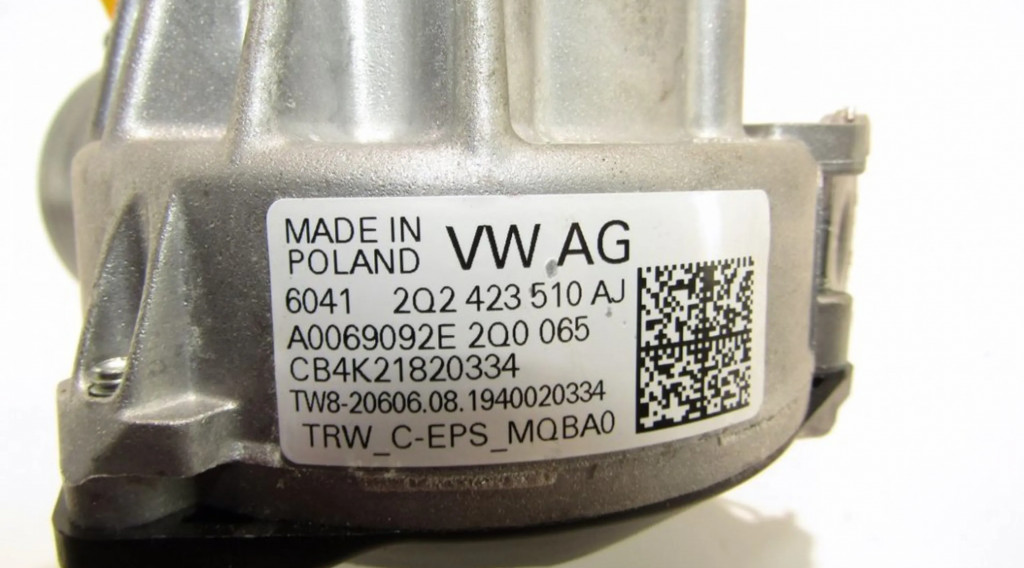 MADE IN
POLAND
VW AG
6041 2Q2 423 510 AJ
A0069092E 2Q0 065
CB4K21820334
TW8-20606.08.1940020334
TRW_C-EPS_MQBA0